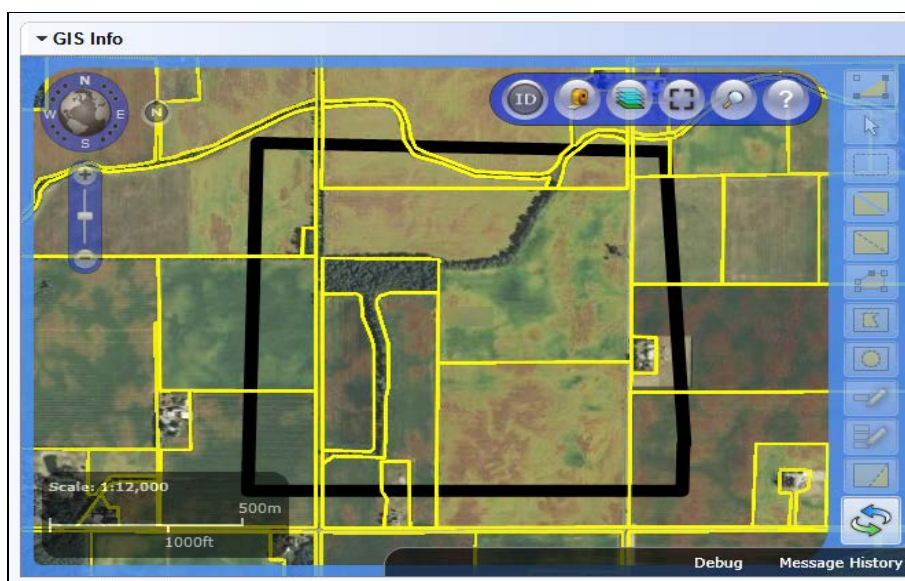 GIS Info
N
W
E
S
N
ID
?
Scale: 1:12,000
500m
1000ft
Debug
Message History